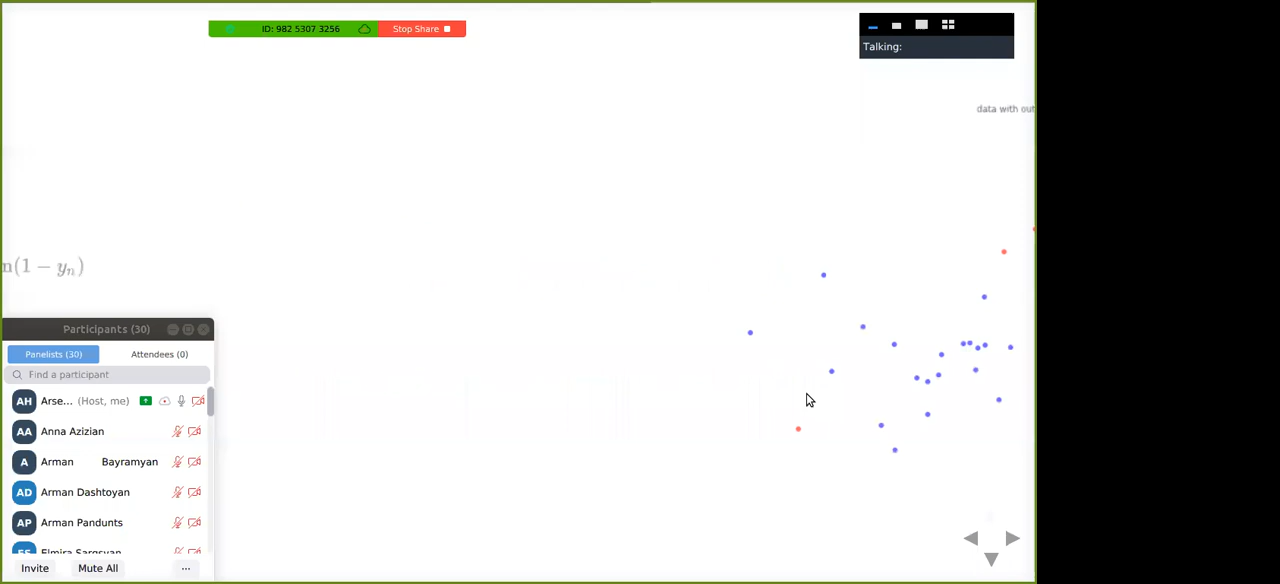 ID: 982 5307 3256
Stop Share
Talking:
data with out
n(1 − yₙ)
Participants (30)
Panelists (30)
Attendees (0)
Find a participant
AH Arse... (Host, me)
AA Anna Azizian
A Arman Bayramyan
AD Arman Dashtoyan
AP Arman Pandunts
Elmira Sargsyan
Invite
Mute All
...